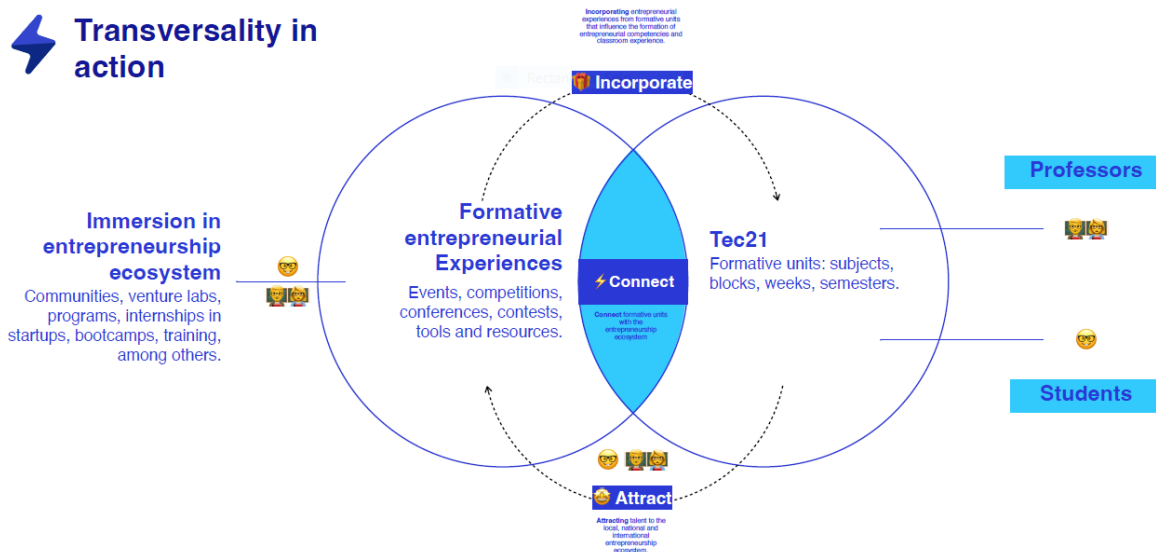 Transversality in
action
Incorporating entrepreneurial
experiences from formative units
that influence the formation of
entrepreneurial competencies and
classroom experience.
Incorporate
Immersion in
entrepreneurship
ecosystem
Communities, venture labs,
programs, internships in
startups, bootcamps, training,
among others.
Formative
entrepreneurial
Experiences
Events, competitions,
conferences, contests,
tools and resources.
⚡Connect
Connect formative units
with the
entrepreneurship
ecosystem
Tec21
Formative units: subjects,
blocks, weeks, semesters.
Professors
Students
Attract
Attracting talent to the
local, national and
international
entrepreneurship
ecosystem.